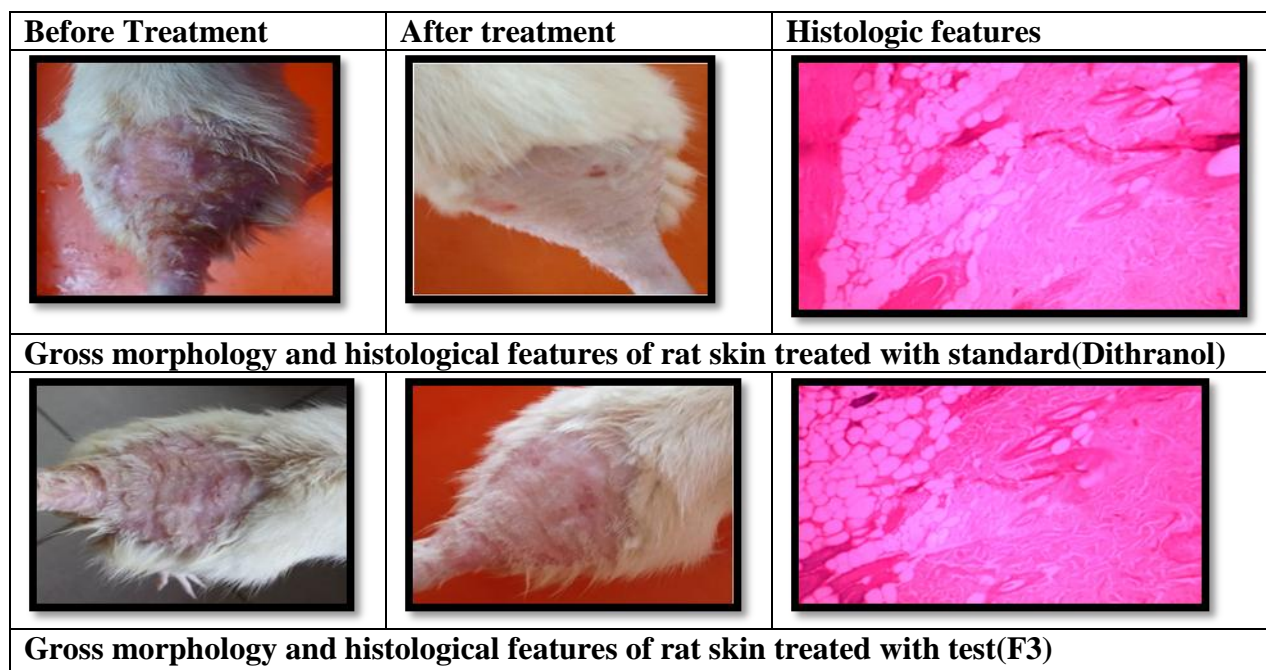 Before Treatment
After treatment
Histologic features
Gross morphology and histological features of rat skin treated with standard(Dithranol)
Gross morphology and histological features of rat skin treated with test(F3)